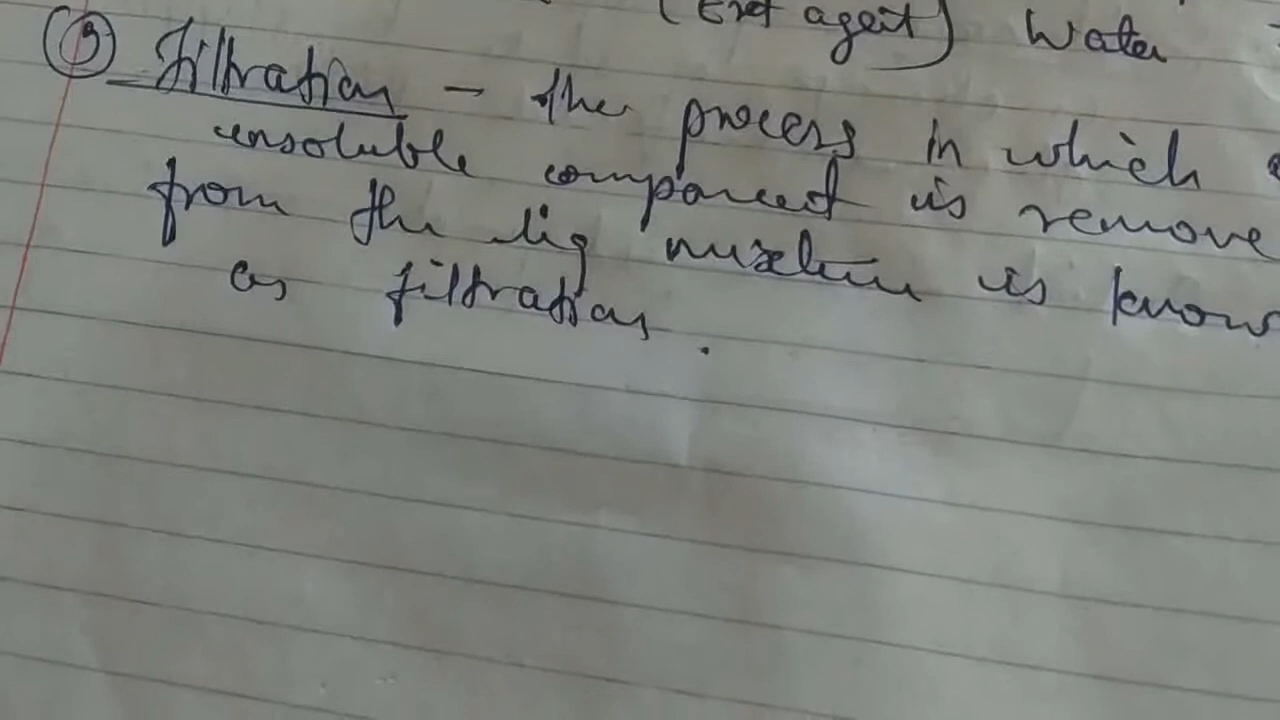 (Ext agent) Water
③ Filtration - the process in which
insoluble component is remove
from the liq mixture is know
as filtration.